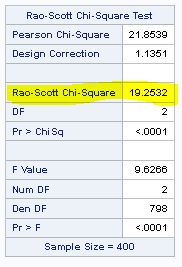 Rao-Scott Chi-Square Test
Pearson Chi-Square 21.8539
Design Correction 1.1351
Rao-Scott Chi-Square 19.2532
DF 2
Pr > ChiSq <.0001
F Value 9.6266
Num DF 2
Den DF 798
Pr > F <.0001
Sample Size = 400